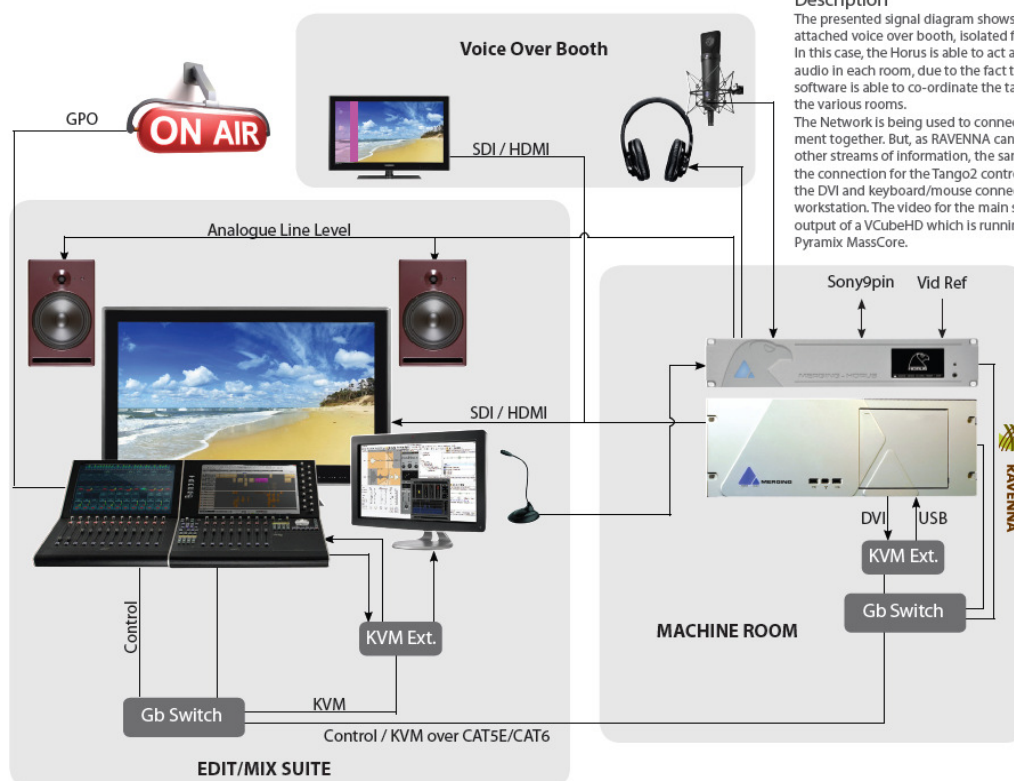 Description
The presented signal diagram shows
attached voice over booth, isolated f
In this case, the Horus is able to act a
audio in each room, due to the fact t
software is able to co-ordinate the ta
the various rooms.
The Network is being used to connec
ment together. But, as RAVENNA can
other streams of information, the sar
the connection for the Tango2 contr
the DVI and keyboard/mouse connec
workstation. The video for the main s
output of a VCubeHD which is runnin
Pyramix MassCore.
Voice Over Booth
GPO
ON AIR
SDI / HDMI
Analogue Line Level
Sony9pin
Vid Ref
MERGING - HORUS
HORUS
SDI / HDMI
MERGING
RAVENNA
DVI
USB
KVM Ext.
Gb Switch
MACHINE ROOM
Control
KVM Ext.
Gb Switch
KVM
Control / KVM over CAT5E/CAT6
EDIT/MIX SUITE